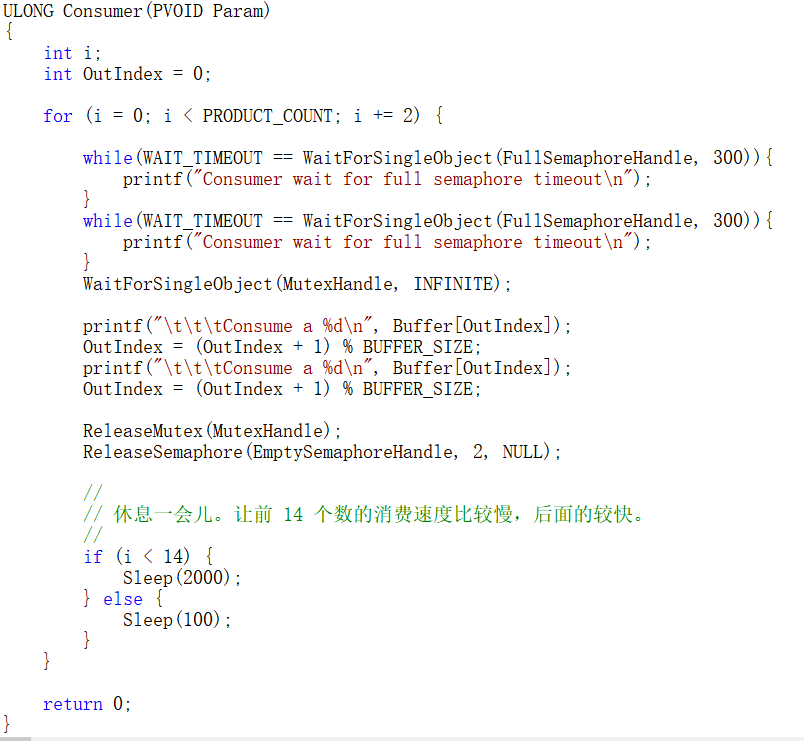 ULONG Consumer(PVOID Param)
{
    int i;
    int OutIndex = 0;

    for (i = 0; i < PRODUCT_COUNT; i += 2) {

        while(WAIT_TIMEOUT == WaitForSingleObject(FullSemaphoreHandle, 300)){
            printf("Consumer wait for full semaphore timeout\n");
        }
        while(WAIT_TIMEOUT == WaitForSingleObject(FullSemaphoreHandle, 300)){
            printf("Consumer wait for full semaphore timeout\n");
        }
        WaitForSingleObject(MutexHandle, INFINITE);

        printf("\t\t\tConsume a %d\n", Buffer[OutIndex]);
        OutIndex = (OutIndex + 1) % BUFFER_SIZE;
        printf("\t\t\tConsume a %d\n", Buffer[OutIndex]);
        OutIndex = (OutIndex + 1) % BUFFER_SIZE;

        ReleaseMutex(MutexHandle);
        ReleaseSemaphore(EmptySemaphoreHandle, 2, NULL);

        //
        // 休息一会儿。让前 14 个数的消费速度比较慢，后面的较快。
        //
        if (i < 14) {
            Sleep(2000);
        } else {
            Sleep(100);
        }
    }

    return 0;
}